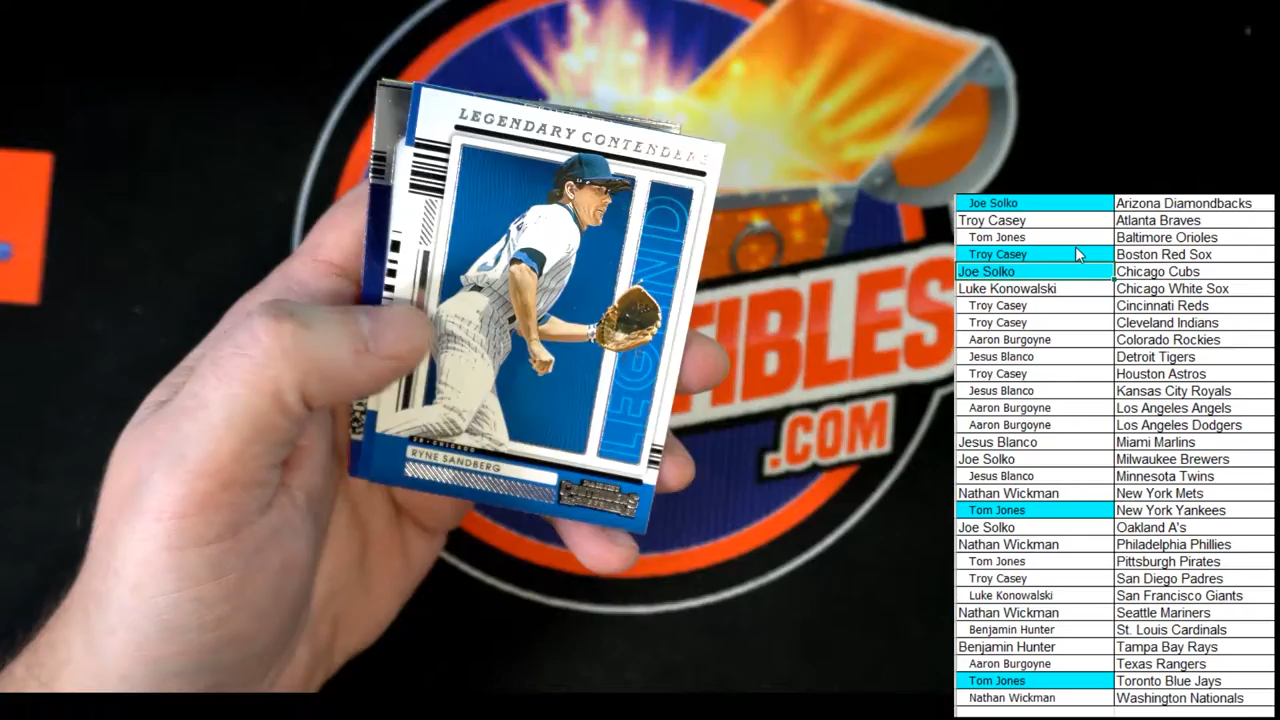 LEGENDARY CONTENDERS
LEGEND
2B • CHICAGO
RYNE SANDBERG
CONTENDERS
TIBLES
.COM
Joe Solko Arizona Diamondbacks
Troy Casey Atlanta Braves
Tom Jones Baltimore Orioles
Troy Casey Boston Red Sox
Joe Solko Chicago Cubs
Luke Konowalski Chicago White Sox
Troy Casey Cincinnati Reds
Troy Casey Cleveland Indians
Aaron Burgoyne Colorado Rockies
Jesus Blanco Detroit Tigers
Troy Casey Houston Astros
Jesus Blanco Kansas City Royals
Aaron Burgoyne Los Angeles Angels
Aaron Burgoyne Los Angeles Dodgers
Jesus Blanco Miami Marlins
Joe Solko Milwaukee Brewers
Jesus Blanco Minnesota Twins
Nathan Wickman New York Mets
Tom Jones New York Yankees
Joe Solko Oakland A's
Nathan Wickman Philadelphia Phillies
Tom Jones Pittsburgh Pirates
Troy Casey San Diego Padres
Luke Konowalski San Francisco Giants
Nathan Wickman Seattle Mariners
Benjamin Hunter St. Louis Cardinals
Benjamin Hunter Tampa Bay Rays
Aaron Burgoyne Texas Rangers
Tom Jones Toronto Blue Jays
Nathan Wickman Washington Nationals